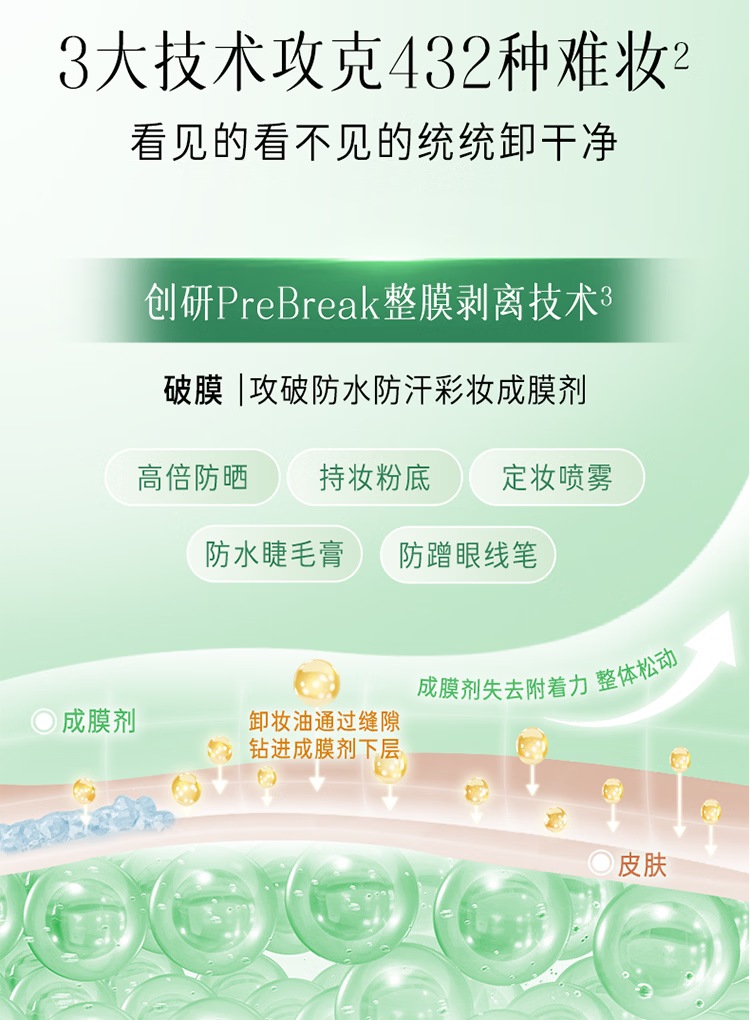 3大技术攻克432种难妆2
看见的看不见的统统卸干净
创研PreBreak整膜剥离技术3
破膜 |攻破防水防汗彩妆成膜剂
高倍防晒 持妆粉底 定妆喷雾
防水睫毛膏 防蹭眼线笔
成膜剂失去附着力 整体松动
成膜剂
卸妆油通过缝隙
钻进成膜剂下层
皮肤